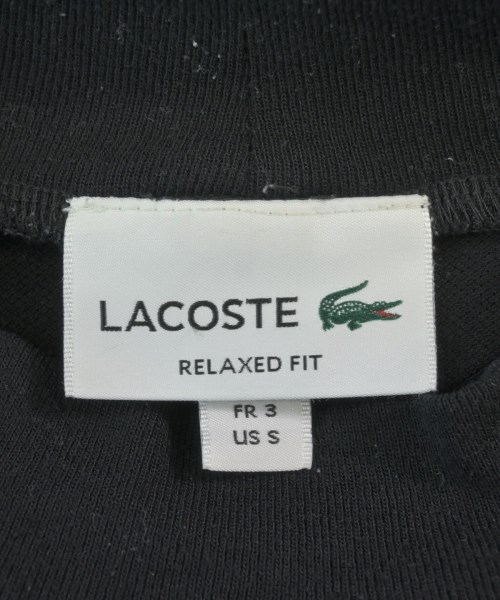 LACOSTE
RELAXED FIT
FR 3
US S